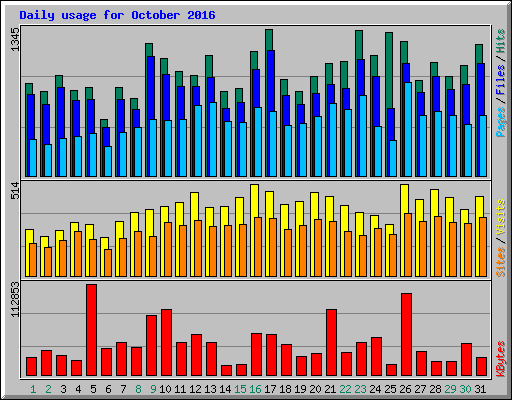 Daily usage for October 2016
1345
Pages / Files / Hits
514
Sites / Visits
112853
KBytes
1 2 3 4 5 6 7 8 9 10 11 12 13 14 15 16 17 18 19 20 21 22 23 24 25 26 27 28 29 30 31